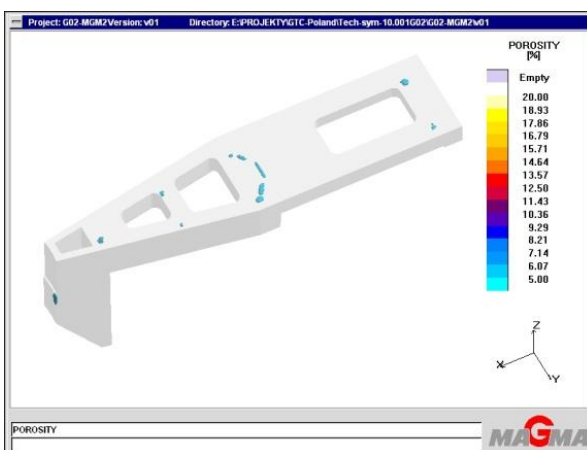 Project: G02-MGM2Version: v01 Directory: E:\PROJEKTY\GTC-Poland\Tech-sym-10.001G02\G02-MGM2\v01
POROSITY
[%]
Empty
20.00
18.93
17.86
16.79
15.71
14.64
13.57
12.50
11.43
10.36
9.29
8.21
7.14
6.07
5.00
Z
X
Y
POROSITY
MAGMA